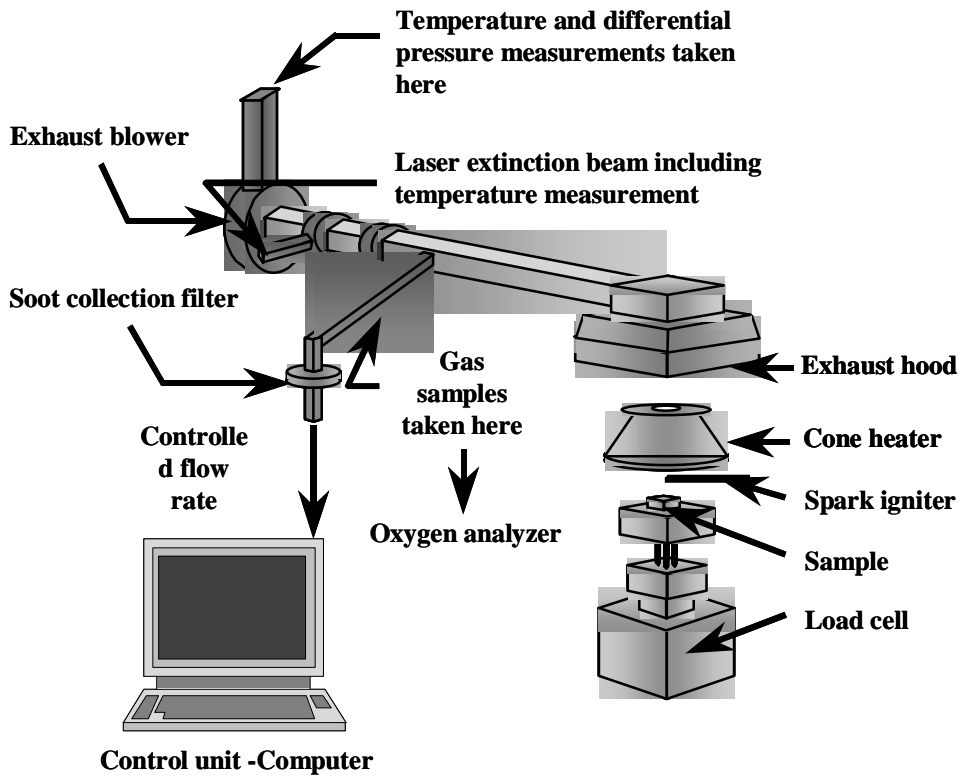 Temperature and differential
pressure measurements taken
here
Exhaust blower
Laser extinction beam including
temperature measurement
Soot collection filter
Gas
samples
taken here
Exhaust hood
Controlle
d flow
rate
Cone heater
Spark igniter
Oxygen analyzer
Sample
Load cell
Control unit -Computer